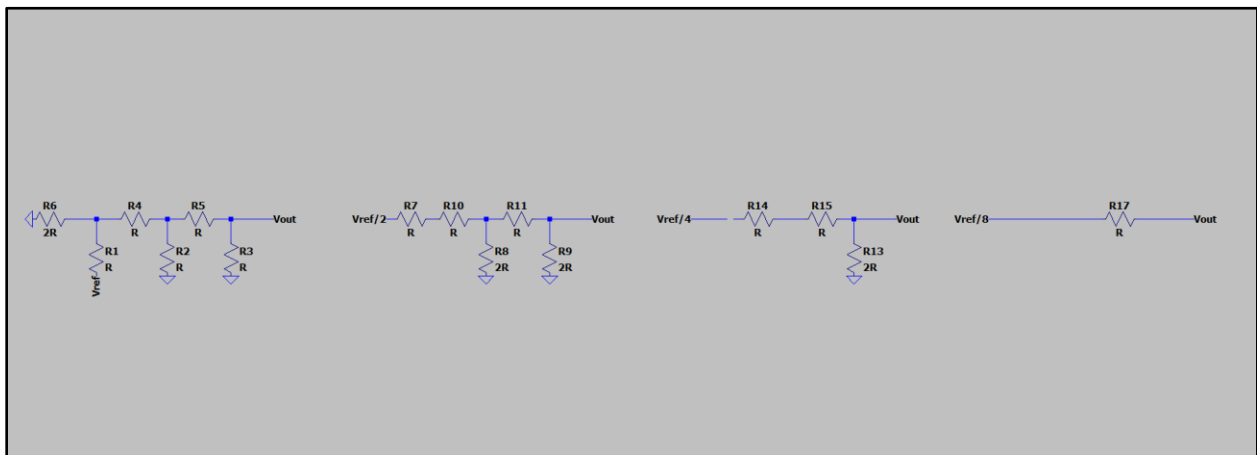 R6
2R
R4
R
R5
R
Vout
R1
R
Vref
R2
R
R3
R
Vref/2
R7
R
R10
R
R11
R
Vout
R8
2R
R9
2R
Vref/4
R14
R
R15
R
Vout
R13
2R
Vref/8
R17
R
Vout